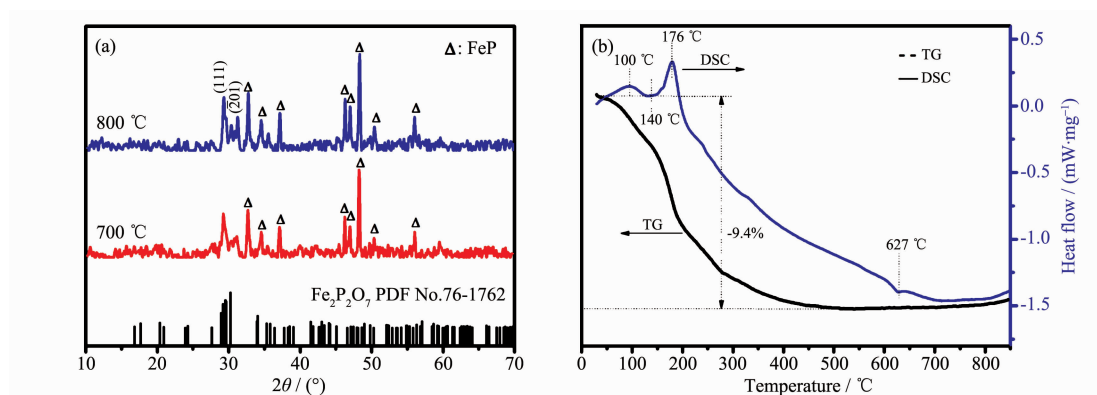 (a)
Δ: FeP
(111)
(2̄01)
Δ
Δ
Δ
Δ
Δ
Δ
Δ
Δ
800 ℃
Δ
Δ
Δ
Δ
Δ
Δ
Δ
Δ
700 ℃
Fe₂P₂O₇ PDF No.76-1762
10 20 30 40 50 60 70
2θ / (°)
(b)
176 ℃
100 ℃
DSC
TG
DSC
140 ℃
TG
-9.4%
627 ℃
0.5
0.0
-0.5
-1.0
-1.5
Heat flow / (mW·mg⁻¹)
0 100 200 300 400 500 600 700 800
Temperature / ℃